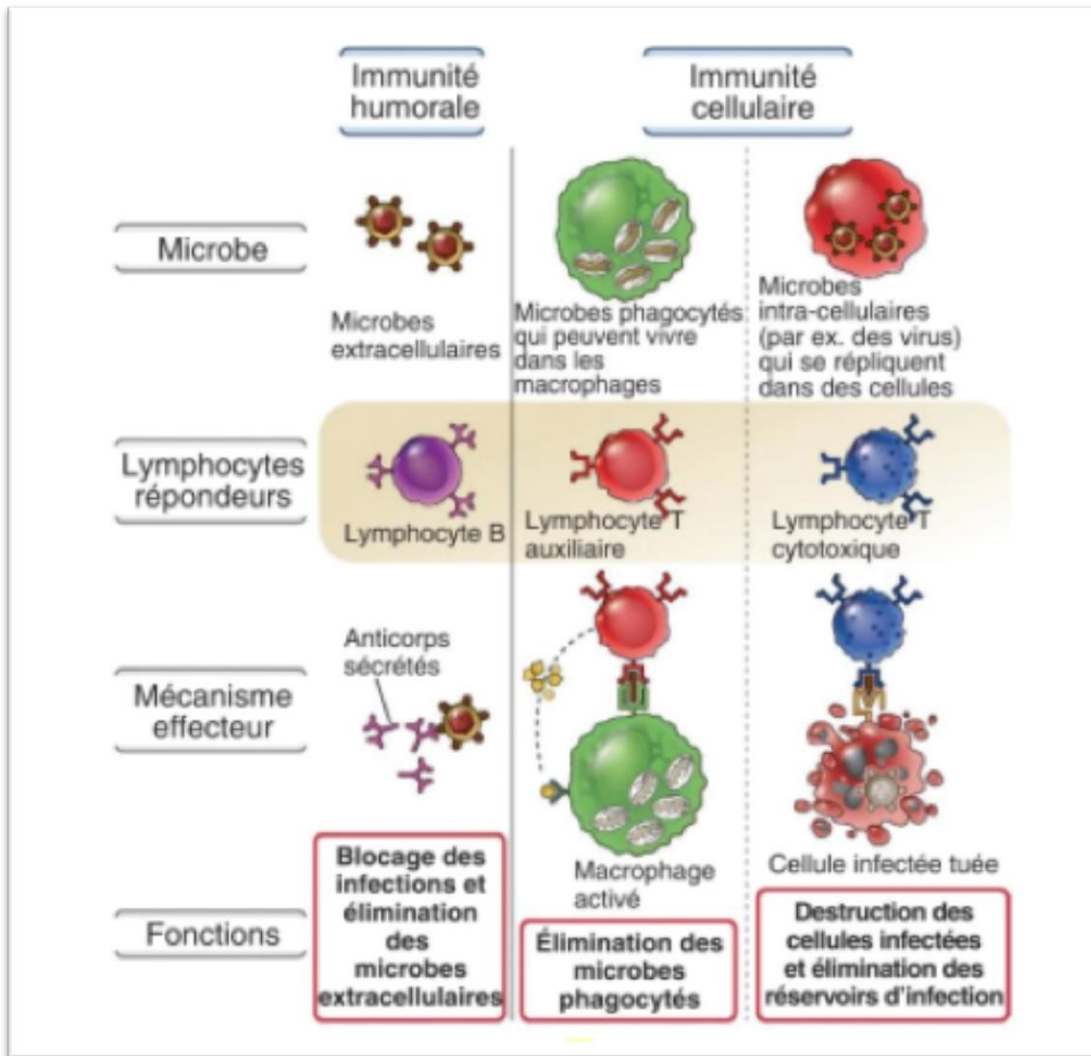 Immunité
humorale
Immunité
cellulaire
Microbe
Microbes
extracellulaires
Microbes phagocytés
qui peuvent vivre
dans les
macrophages
Microbes
intra-cellulaires
(par ex. des virus)
qui se répliquent
dans des cellules
Lymphocytes
répondeurs
Lymphocyte B
Lymphocyte T
auxiliaire
Lymphocyte T
cytotoxique
Mécanisme
effecteur
Anticorps
sécrétés
Macrophage
activé
Cellule infectée tuée
Fonctions
Blocage des
infections et
élimination
des
microbes
extracellulaires
Élimination des
microbes
phagocytés
Destruction des
cellules infectées
et élimination des
réservoirs d'infection